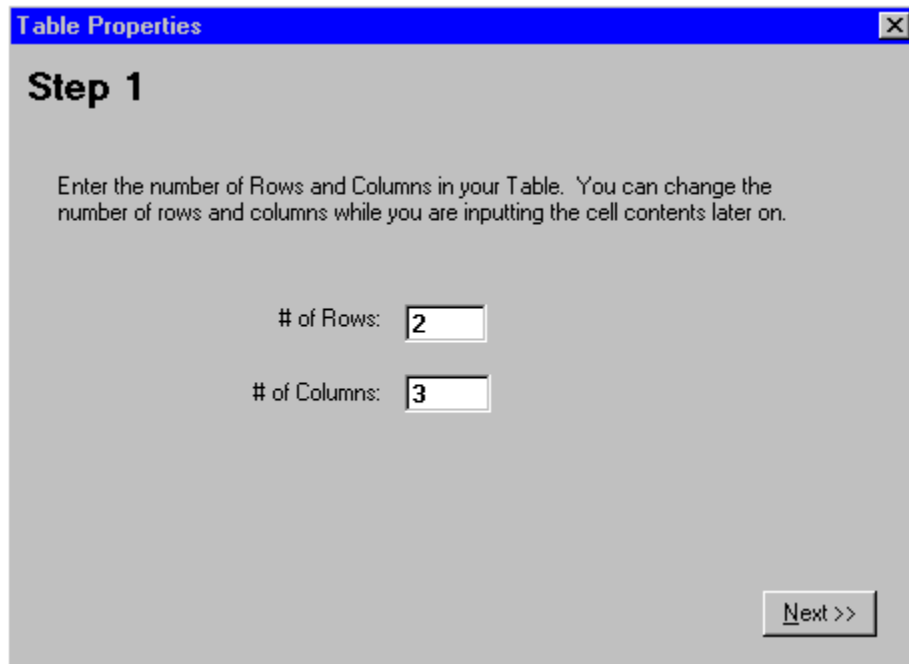 Table Properties
Step 1
Enter the number of Rows and Columns in your Table.  You can change the
number of rows and columns while you are inputting the cell contents later on.
# of Rows: 2
# of Columns: 3
Next >>